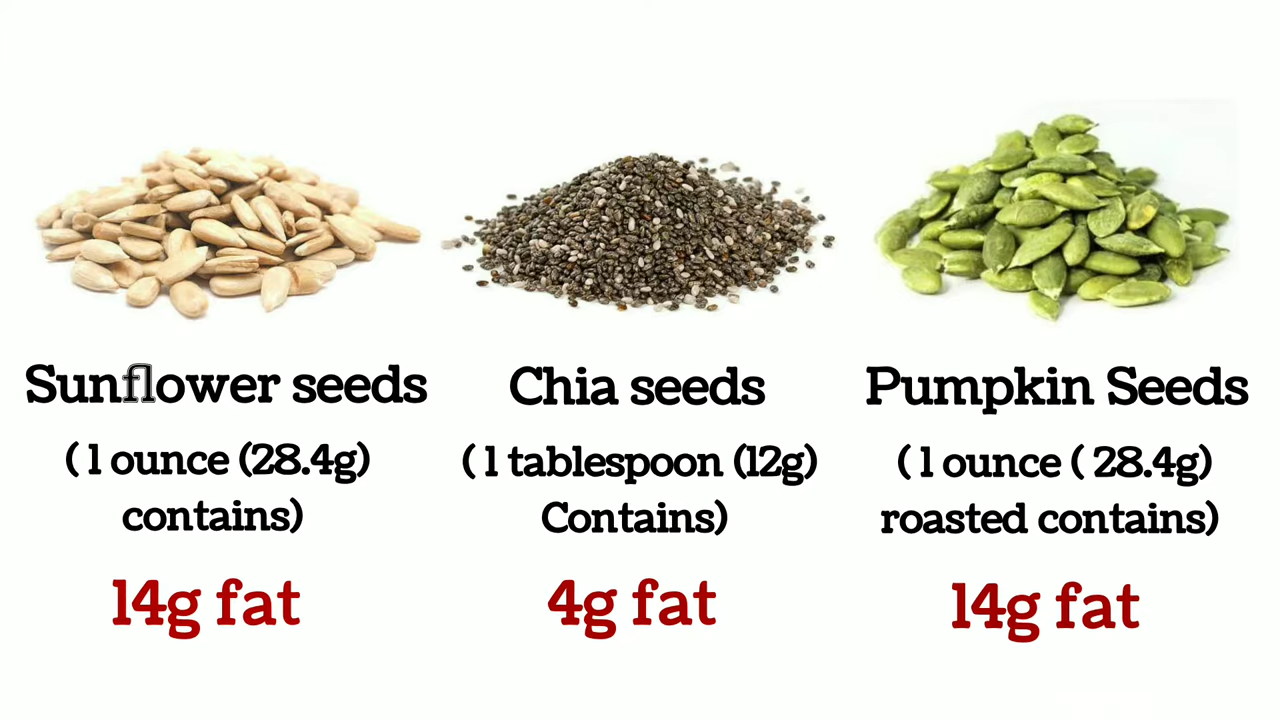 Sunflower seeds
( 1 ounce (28.4g)
contains)
14g fat
Chia seeds
( 1 tablespoon (12g)
Contains)
4g fat
Pumpkin Seeds
( 1 ounce ( 28.4g)
roasted contains)
14g fat